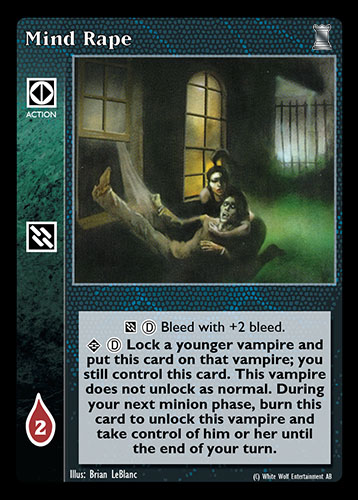 Mind Rape
ACTION
D Bleed with +2 bleed.
D Lock a younger vampire and
put this card on that vampire; you
still control this card. This vampire
does not unlock as normal. During
your next minion phase, burn this
card to unlock this vampire and
take control of him or her until
the end of your turn.
2
Illus: Brian LeBlanc
(C) White Wolf Entertainment AB